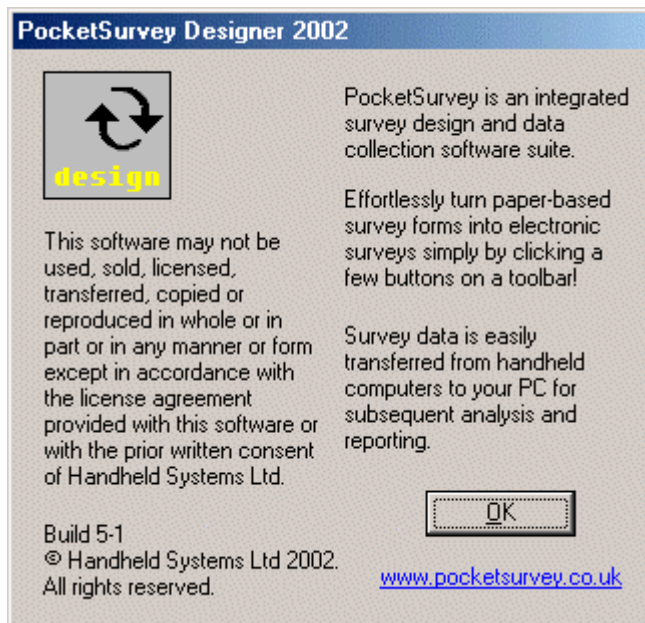 PocketSurvey Designer 2002
design
This software may not be
used, sold, licensed,
transferred, copied or
reproduced in whole or in
part or in any manner or form
except in accordance with
the license agreement
provided with this software or
with the prior written consent
of Handheld Systems Ltd.
Build 5-1
© Handheld Systems Ltd 2002.
All rights reserved.
PocketSurvey is an integrated
survey design and data
collection software suite.
Effortlessly turn paper-based
survey forms into electronic
surveys simply by clicking a
few buttons on a toolbar!
Survey data is easily
transferred from handheld
computers to your PC for
subsequent analysis and
reporting.
OK
www.pocketsurvey.co.uk